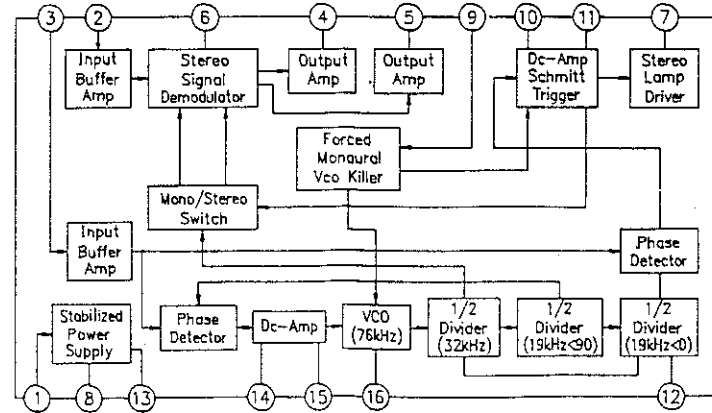 3
2
6
4
5
9
10
11
7
Input
Buffer
Amp
Stereo
Signal
Demodulator
Output
Amp
Output
Amp
Dc-Amp
Schmitt
Trigger
Stereo
Lamp
Driver
Forced
Monaural
Vco Killer
Mono/Stereo
Switch
Input
Buffer
Amp
Phase
Detector
Stabilized
Power
Supply
Phase
Detector
Dc-Amp
VCO
(76kHz)
1/2
Divider
(32kHz)
1/2
Divider
(19kHz<90)
1/2
Divider
(19kHz<0)
1
8
13
14
15
16
12